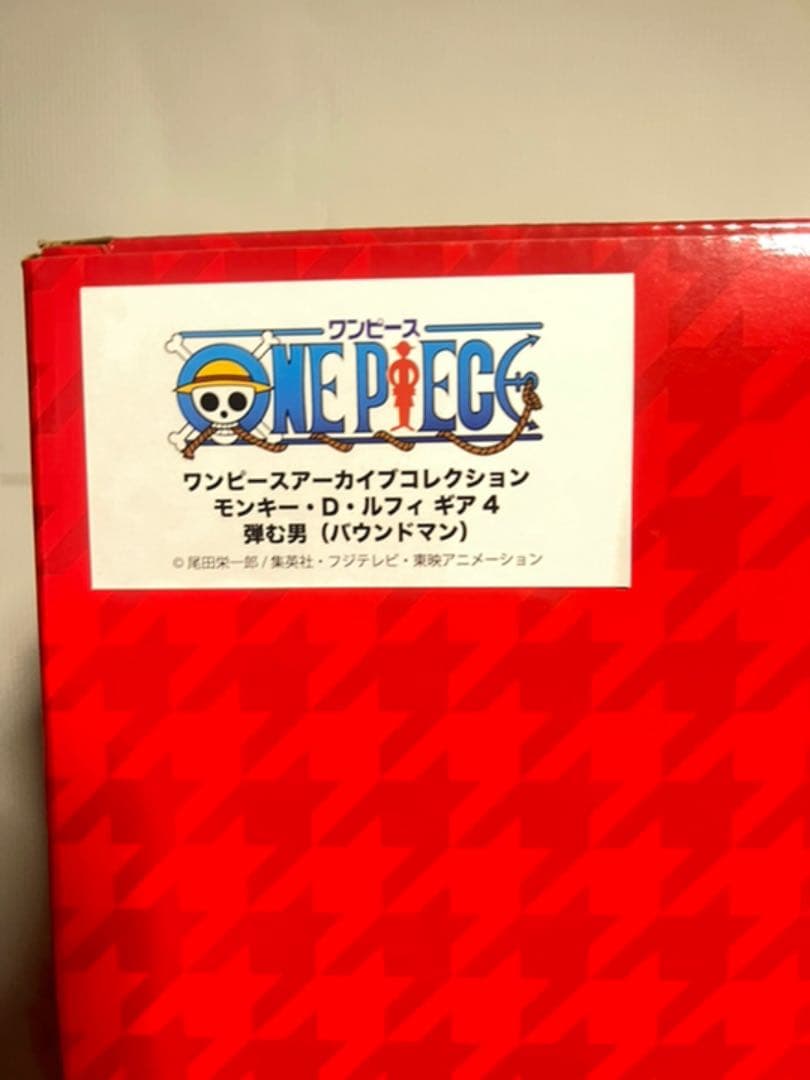 ワンピース
ONE PIECE
ワンピースアーカイブコレクション
モンキー・D・ルフィ ギア4
弾む男（バウンドマン）
© 尾田栄一郎 / 集英社・フジテレビ・東映アニメーション